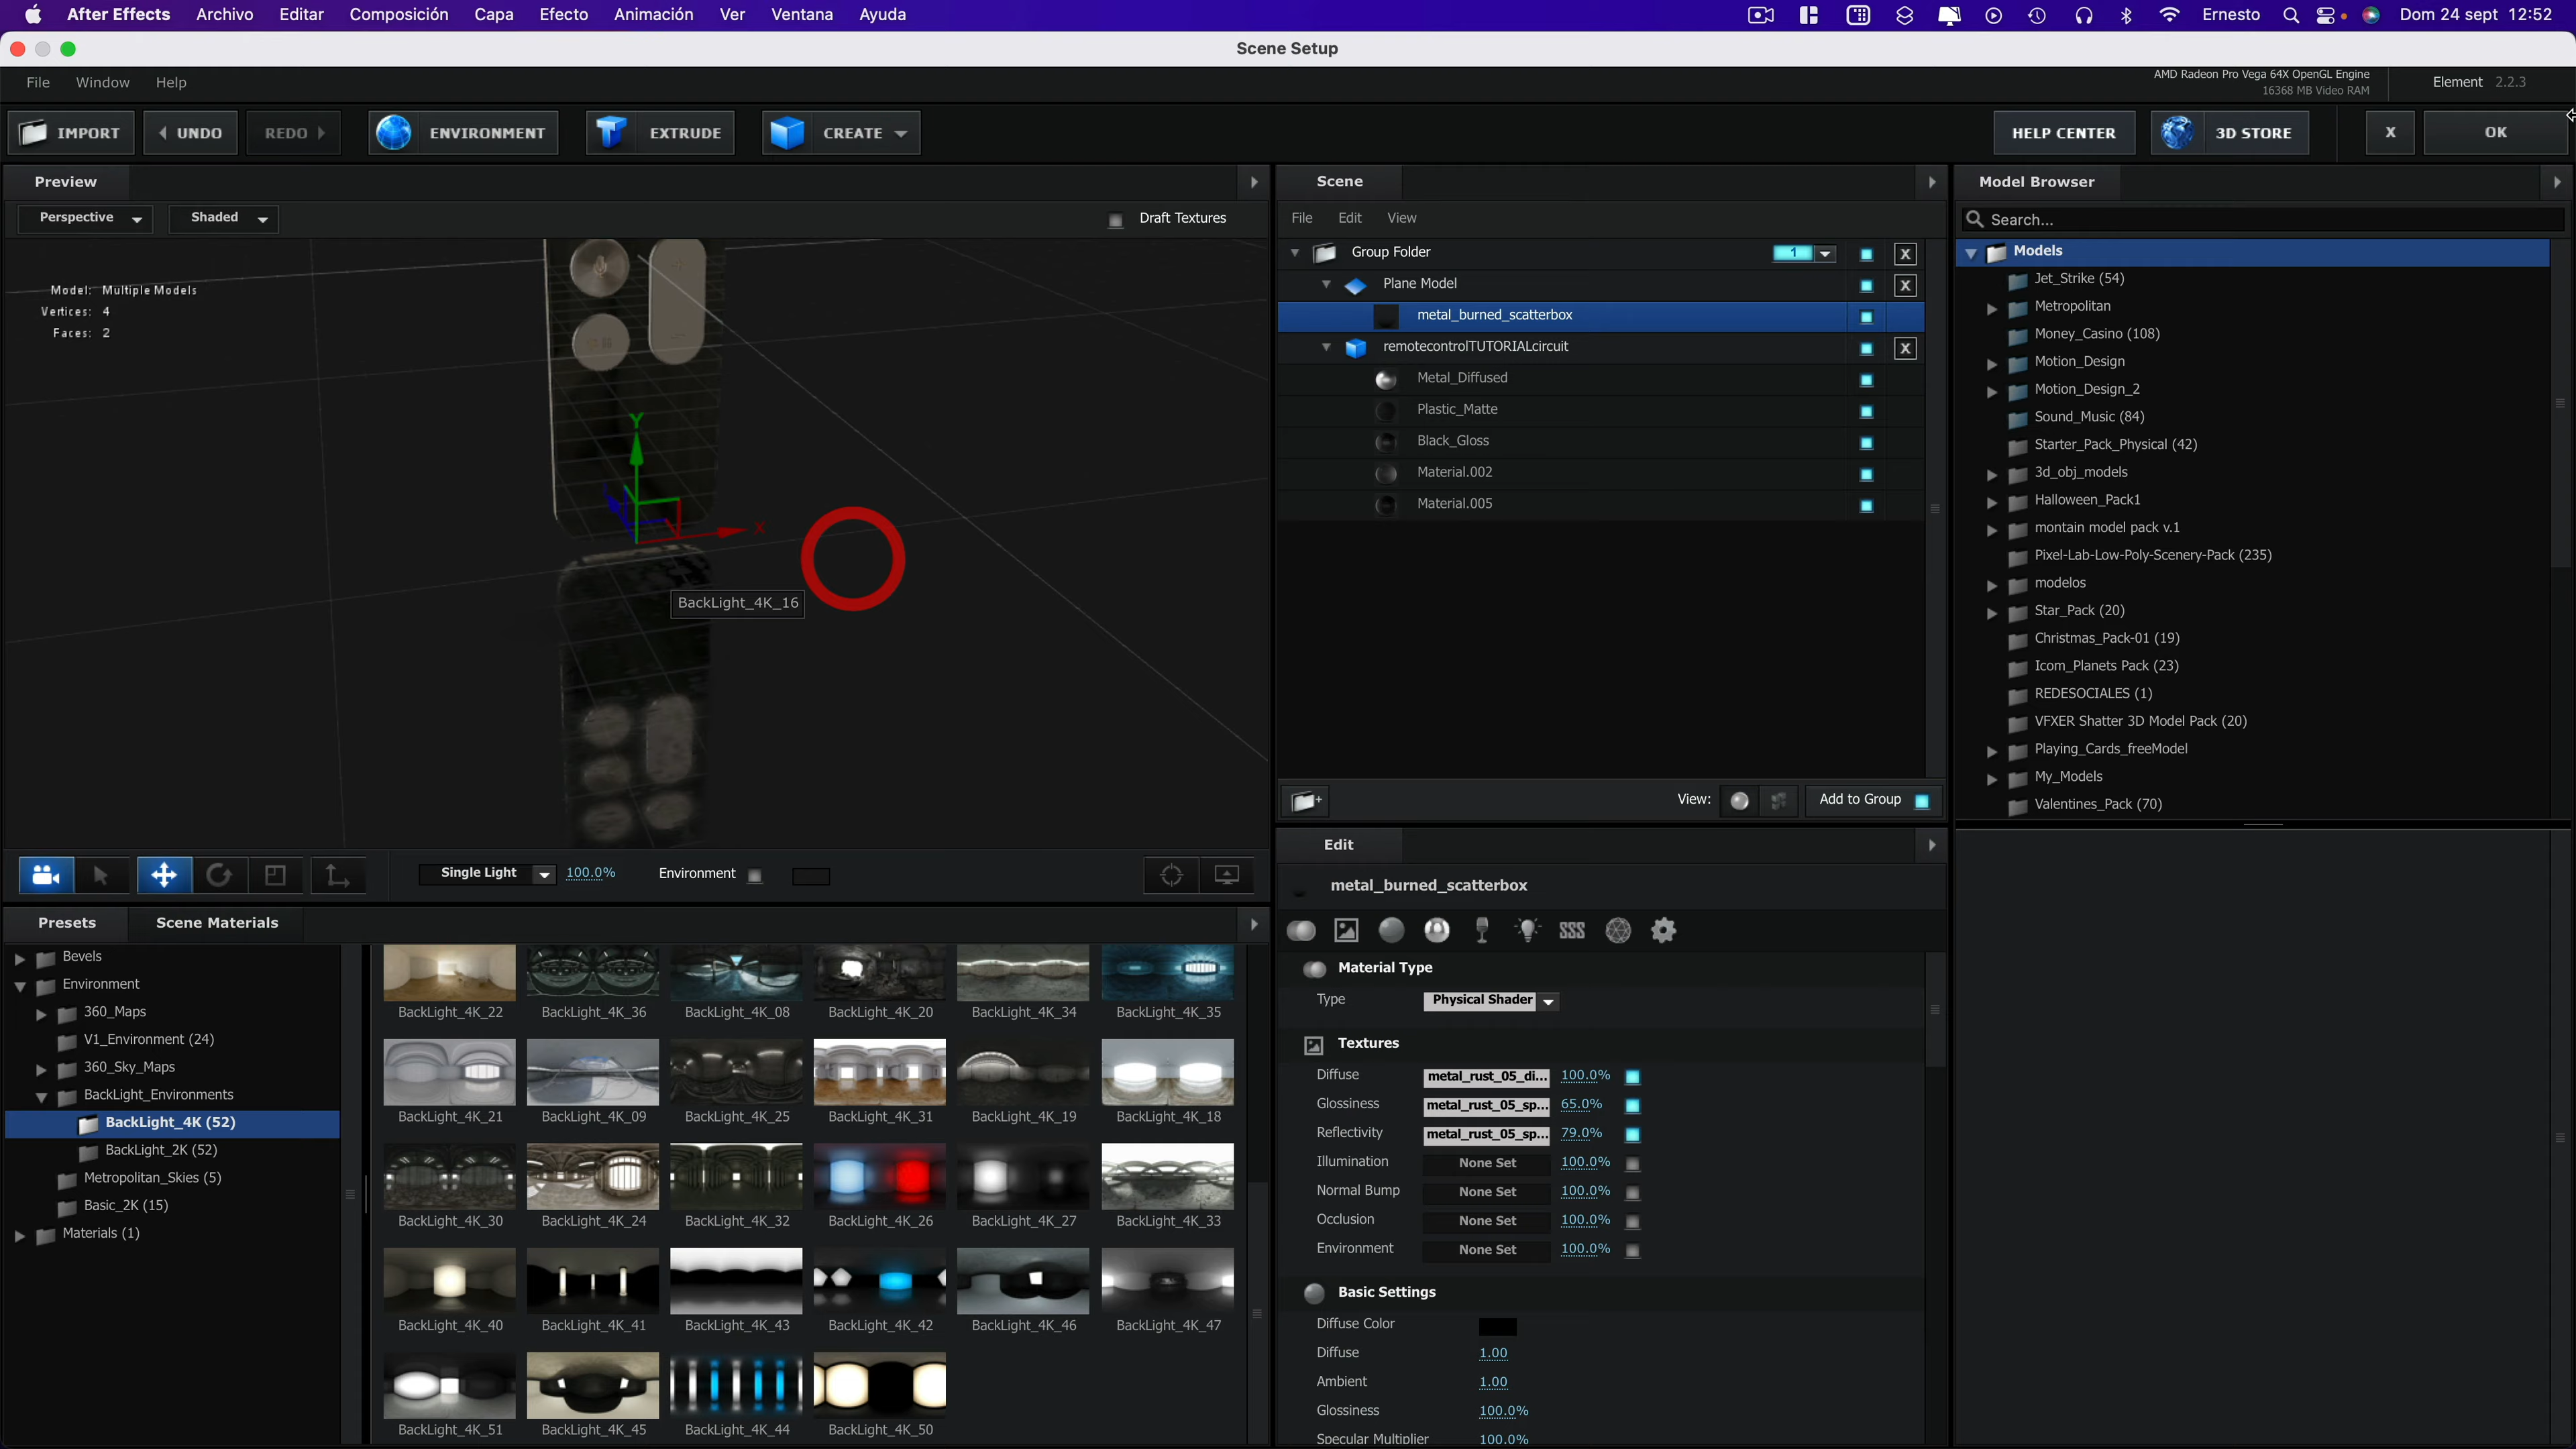 After Effects Archivo Editar Composición Capa Efecto Animación Ver Ventana Ayuda Ernesto Dom 24 sept 12:52
Scene Setup
File Window Help
AMD Radeon Pro Vega 64X OpenGL Engine
16368 MB Video RAM
Element 2.2.3
IMPORT UNDO REDO ENVIRONMENT EXTRUDE CREATE HELP CENTER 3D STORE X OK
Preview
Perspective Shaded Draft Textures
Model: Multiple Models
Vertices: 4
Faces: 2
Y
X
BackLight_4K_16
Single Light 100.0% Environment
Scene
File Edit View
Group Folder 1 X
Plane Model X
metal_burned_scatterbox
remotecontrolTUTORIALcircuit X
Metal_Diffused
Plastic_Matte
Black_Gloss
Material.002
Material.005
View: Add to Group
Model Browser
Search...
Models
Jet_Strike (54)
Metropolitan
Money_Casino (108)
Motion_Design
Motion_Design_2
Sound_Music (84)
Starter_Pack_Physical (42)
3d_obj_models
Halloween_Pack1
montain model pack v.1
Pixel-Lab-Low-Poly-Scenery-Pack (235)
modelos
Star_Pack (20)
Christmas_Pack-01 (19)
Icom_Planets Pack (23)
REDESOCIALES (1)
VFXER Shatter 3D Model Pack (20)
Playing_Cards_freeModel
My_Models
Valentines_Pack (70)
Presets Scene Materials
Bevels
Environment
360_Maps
V1_Environment (24)
360_Sky_Maps
BackLight_Environments
BackLight_4K (52)
BackLight_2K (52)
Metropolitan_Skies (5)
Basic_2K (15)
Materials (1)
BackLight_4K_22 BackLight_4K_36 BackLight_4K_08 BackLight_4K_20 BackLight_4K_34 BackLight_4K_35
BackLight_4K_21 BackLight_4K_09 BackLight_4K_25 BackLight_4K_31 BackLight_4K_19 BackLight_4K_18
BackLight_4K_30 BackLight_4K_24 BackLight_4K_32 BackLight_4K_26 BackLight_4K_27 BackLight_4K_33
BackLight_4K_40 BackLight_4K_41 BackLight_4K_43 BackLight_4K_42 BackLight_4K_46 BackLight_4K_47
BackLight_4K_51 BackLight_4K_45 BackLight_4K_44 BackLight_4K_50
Edit
metal_burned_scatterbox
SSS
Material Type
Type Physical Shader
Textures
Diffuse metal_rust_05_di... 100.0%
Glossiness metal_rust_05_sp... 65.0%
Reflectivity metal_rust_05_sp... 79.0%
Illumination None Set 100.0%
Normal Bump None Set 100.0%
Occlusion None Set 100.0%
Environment None Set 100.0%
Basic Settings
Diffuse Color
Diffuse 1.00
Ambient 1.00
Glossiness 100.0%
Specular Multiplier 100.0%